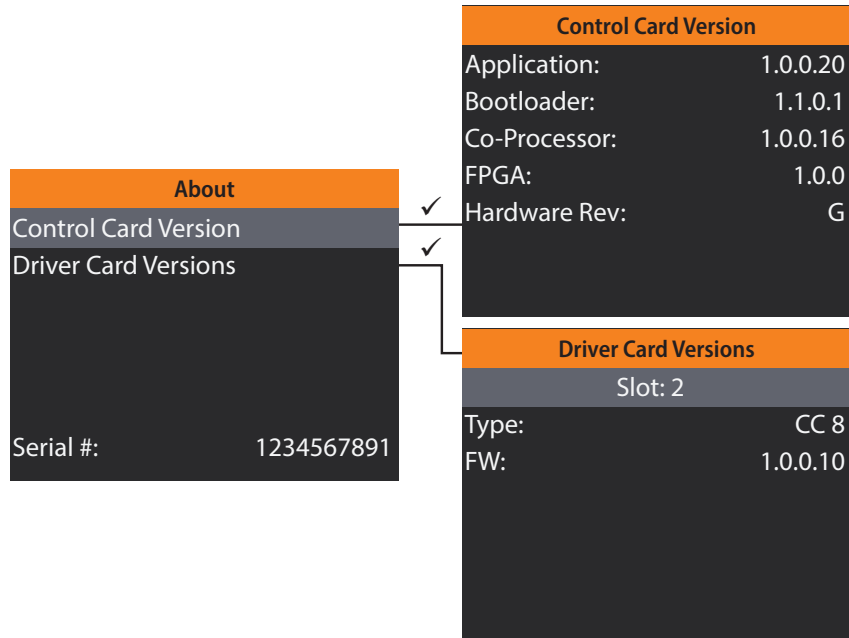 About
Control Card Version
Driver Card Versions
Serial #: 1234567891
✓
✓
Control Card Version
Application: 1.0.0.20
Bootloader: 1.1.0.1
Co-Processor: 1.0.0.16
FPGA: 1.0.0
Hardware Rev: G
Driver Card Versions
Slot: 2
Type: CC 8
FW: 1.0.0.10